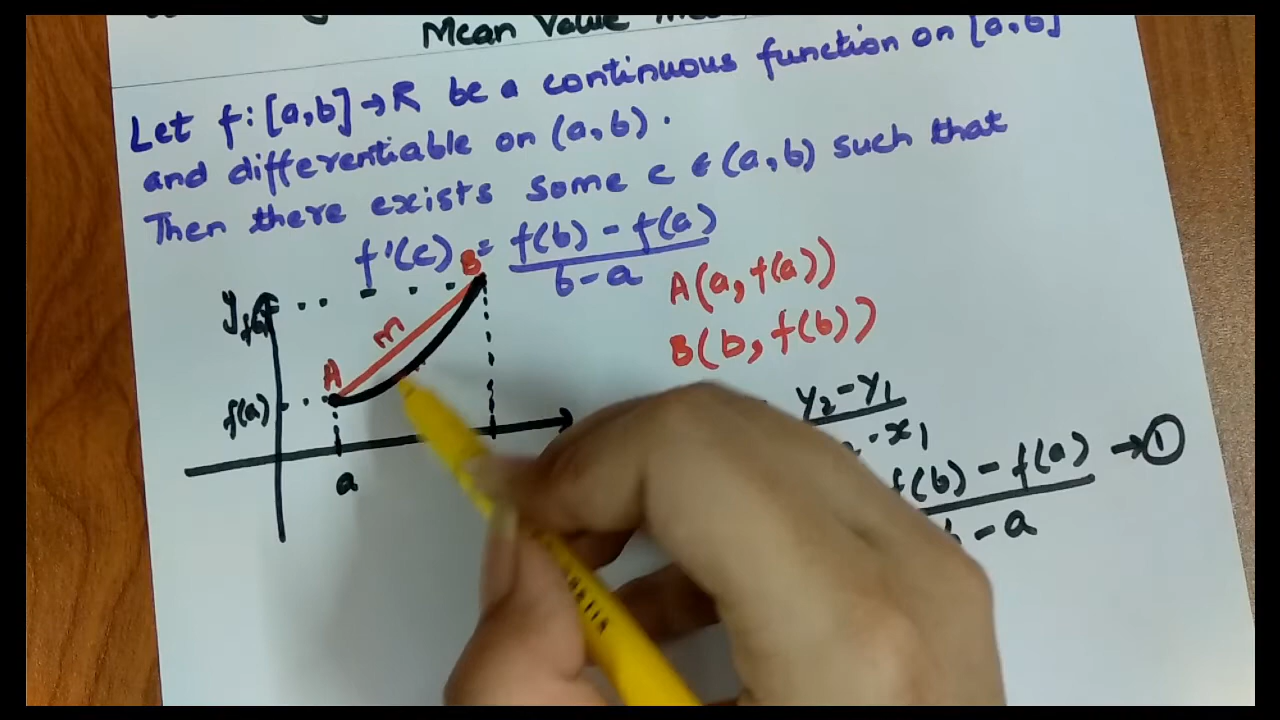 Mean Value
Let f:[a,b]→R be a continuous function on [a,b]
and differentiable on (a,b).
Then there exists some c ∈ (a,b) such that
f'(c) = f(b) - f(a)
b-a
A(a, f(a))
B(b, f(b))
B
y
m
A
f(a)
a
y₂-y₁
x₁
f(b) - f(a) →①
b-a